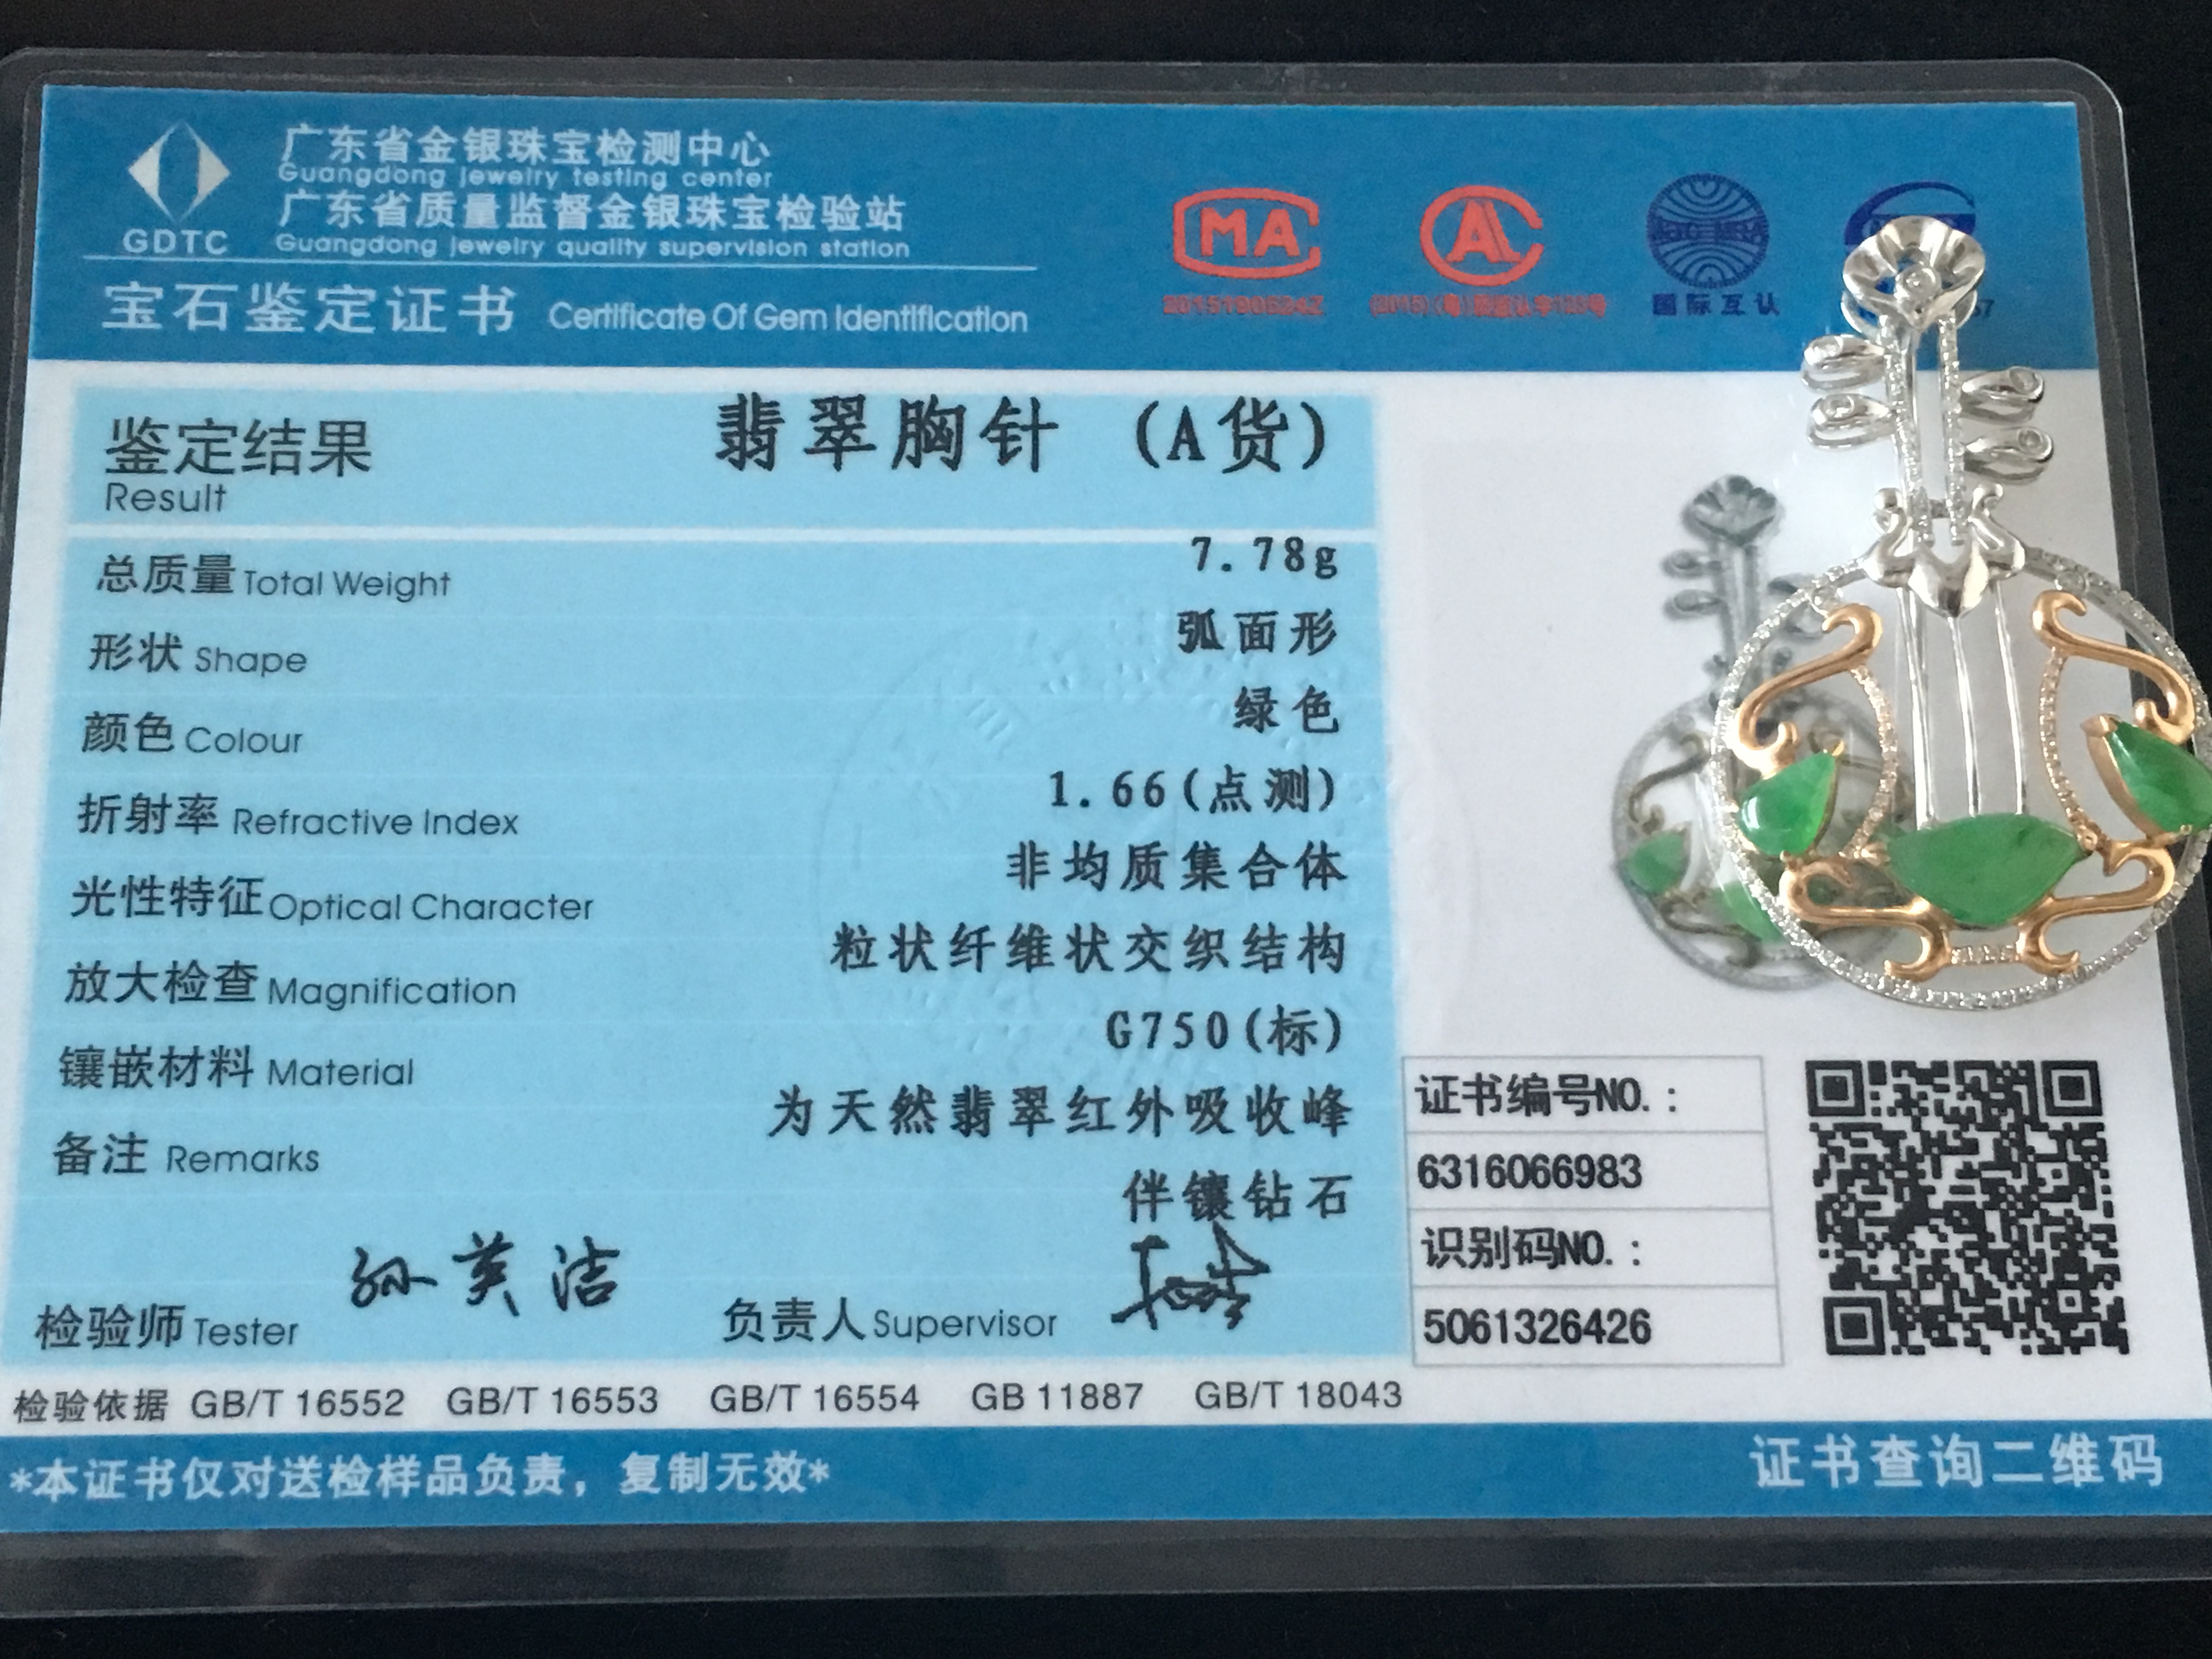 广东省金银珠宝检测中心
Guangdong jewelry testing center
广东省质量监督金银珠宝检验站
Guangdong jewelry quality supervision station
GDTC
宝石鉴定证书 Certificate Of Gem Identification
MA
AL
国际互认
鉴定结果 翡翠胸针 (A货)
Result
总质量 Total Weight 7.78g
形状 Shape 弧面形
颜色 Colour 绿色
折射率 Refractive Index 1.66(点测)
光性特征 Optical Character 非均质集合体
放大检查 Magnification 粒状纤维状交织结构
镶嵌材料 Material G750(标)
备注 Remarks 为天然翡翠红外吸收峰
伴镶钻石
检验师 Tester 孙美洁 负责人 Supervisor
证书编号NO.:
6316066983
识别码NO.:
5061326426
检验依据 GB/T 16552 GB/T 16553 GB/T 16554 GB 11887 GB/T 18043
*本证书仅对送检样品负责，复制无效*
证书查询二维码